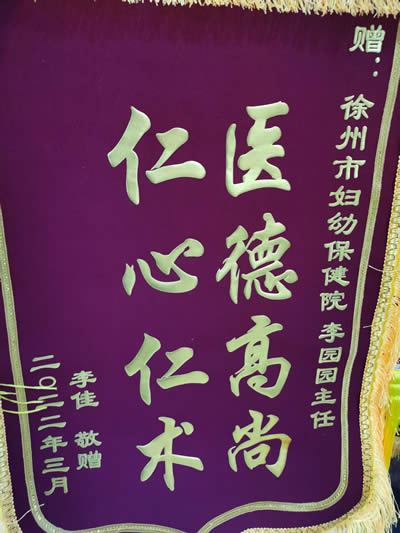 赠：徐州市妇幼保健院 李园园主任
医德高尚
仁心仁术
李佳 敬赠
二〇二二年三月